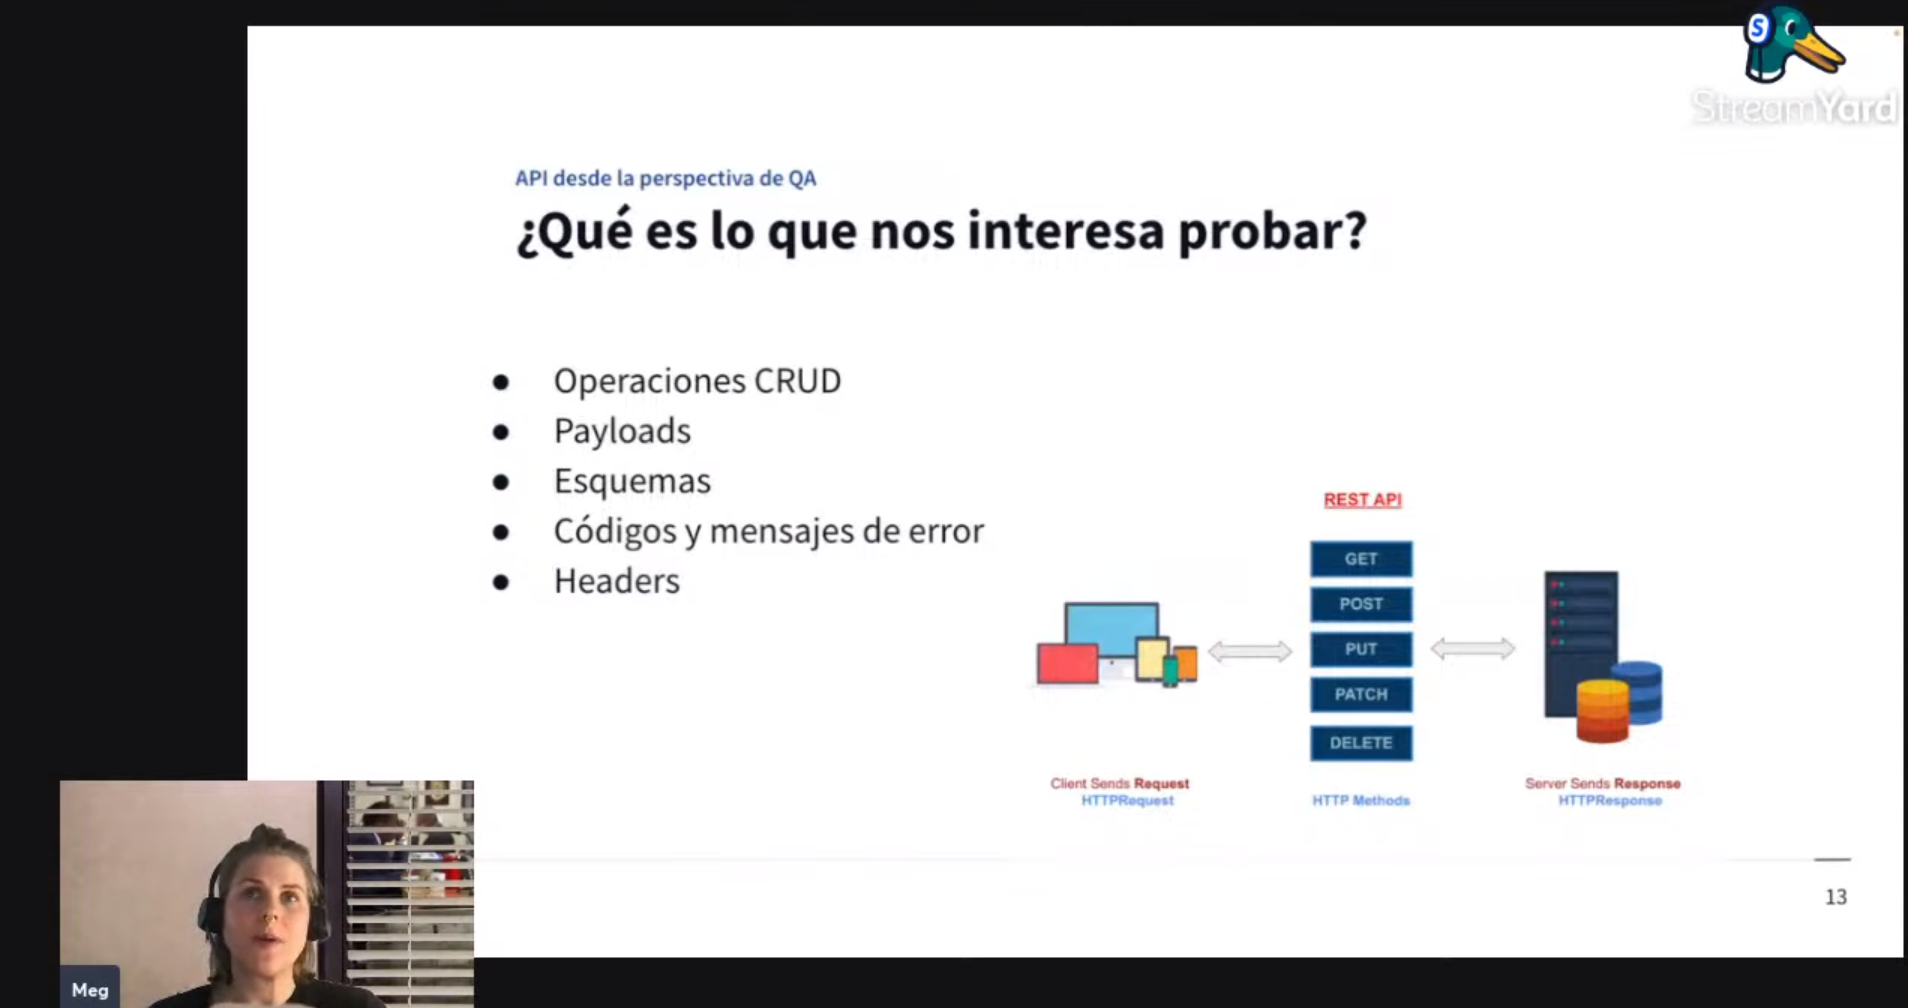 StreamYard
API desde la perspectiva de QA
¿Qué es lo que nos interesa probar?
● Operaciones CRUD
● Payloads
● Esquemas
● Códigos y mensajes de error
● Headers
REST API
GET
POST
PUT
PATCH
DELETE
Client Sends Request
HTTPRequest
HTTP Methods
Server Sends Response
HTTPResponse
13
Meg